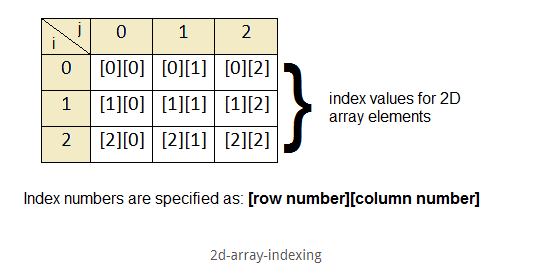 j
i
0 1 2
0 [0][0] [0][1] [0][2]
1 [1][0] [1][1] [1][2]
2 [2][0] [2][1] [2][2]
index values for 2D
array elements
Index numbers are specified as: [row number][column number]
2d-array-indexing